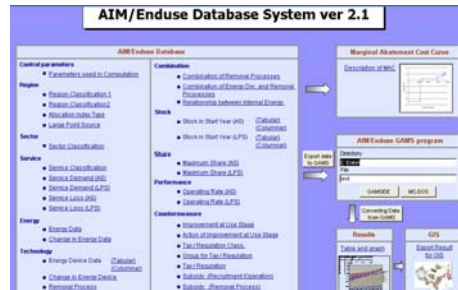 AIM/Enduse Database System ver 2.1
AIM/Enduse Database
Control parameters
Parameters used in Computation
Region
Region Classification 1
Region Classification2
Allocation Index Type
Large Point Source
Sector
Sector Classification
Service
Service Classification
Service Demand (AS)
Service Demand (LPS)
Service Loss (AS)
Service Loss (LPS)
Energy
Energy Data
Change in Energy Data
Technology
Energy Device Data (Tabular)
(Columnar)
Change in Energy Device
Removal Process
Combination
Combination of Removal Processes
Combination of Energy Dev. and Removal
Processes
Relationship between Internal Energy
Stock
Stock in Start Year (AS) (Tabular)
(Columnar)
Stock in Start Year (LPS) (Tabular)
(Columnar)
Share
Maximum Share (AS)
Maximum Share (LPS)
Performance
Operating Rate (AS)
Operating Rate (LPS)
Countermeasure
Improvement at Use Stage
Action of Improvement at Use Stage
Tax / Regulation Class.
Group for Tax / Regulation
Tax / Regulation
Subside (Recruitment/Operation)
Subside (Removal Process)
Export data
to GAMS
Marginal Abatement Cost Curve
Description of MAC
AIM/Enduse GAMS program
Directory
File
GAMSIDE
MS-DOS
Converting Data
from GAMS
Results
Table and graph
GIS
Export Result
for GIS